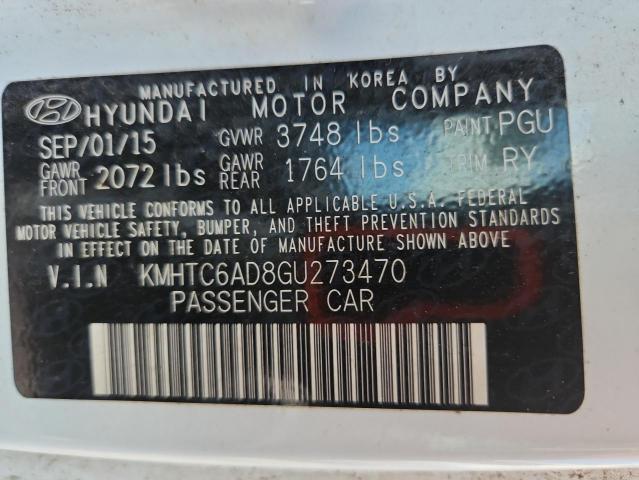 MANUFACTURED IN KOREA BY
HYUNDAI MOTOR COMPANY
SEP/01/15 GVWR 3748 lbs PAINT PGU
GAWR FRONT 2072 lbs GAWR REAR 1764 lbs TRIM RY
THIS VEHICLE CONFORMS TO ALL APPLICABLE U.S.A. FEDERAL
MOTOR VEHICLE SAFETY, BUMPER, AND THEFT PREVENTION STANDARDS
IN EFFECT ON THE DATE OF MANUFACTURE SHOWN ABOVE
V.I.N KMHTC6AD8GU273470
PASSENGER CAR